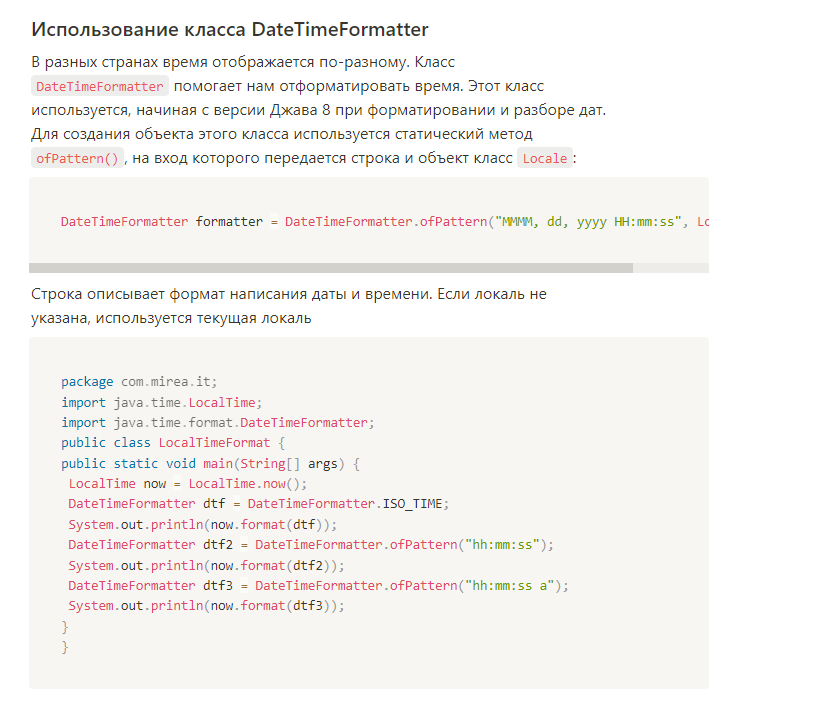 Использование класса DateTimeFormatter
В разных странах время отображается по-разному. Класс
DateTimeFormatter помогает нам отформатировать время. Этот класс
используется, начиная с версии Джава 8 при форматировании и разборе дат.
Для создания объекта этого класса используется статический метод
ofPattern(), на вход которого передается строка и объект класс Locale:
DateTimeFormatter formatter = DateTimeFormatter.ofPattern("MMMM, dd, yyyy HH:mm:ss", Lo
Строка описывает формат написания даты и времени. Если локаль не
указана, используется текущая локаль
package com.mirea.it;
import java.time.LocalTime;
import java.time.format.DateTimeFormatter;
public class LocalTimeFormat {
public static void main(String[] args) {
LocalTime now = LocalTime.now();
DateTimeFormatter dtf = DateTimeFormatter.ISO_TIME;
System.out.println(now.format(dtf));
DateTimeFormatter dtf2 = DateTimeFormatter.ofPattern("hh:mm:ss");
System.out.println(now.format(dtf2));
DateTimeFormatter dtf3 = DateTimeFormatter.ofPattern("hh:mm:ss a");
System.out.println(now.format(dtf3));
}
}